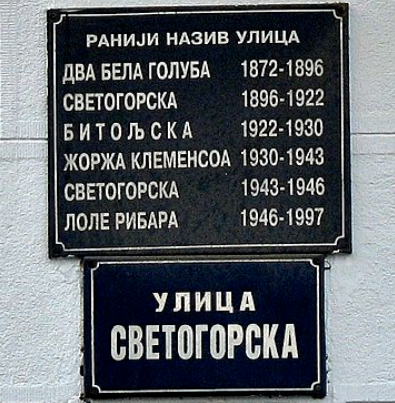 РАНИЈИ НАЗИВ УЛИЦА
ДВА БЕЛА ГОЛУБА 1872-1896
СВЕТОГОРСКА 1896-1922
БИТОЉСКА 1922-1930
ЖОРЖА КЛЕМЕНСОА 1930-1943
СВЕТОГОРСКА 1943-1946
ЛОЛЕ РИБАРА 1946-1997
УЛИЦА
СВЕТОГОРСКА